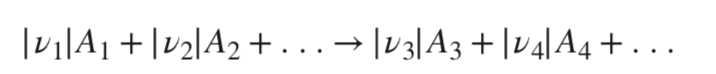 |ν₁|A₁ + |ν₂|A₂ + . . . → |ν₃|A₃ + |ν₄|A₄ + . . .